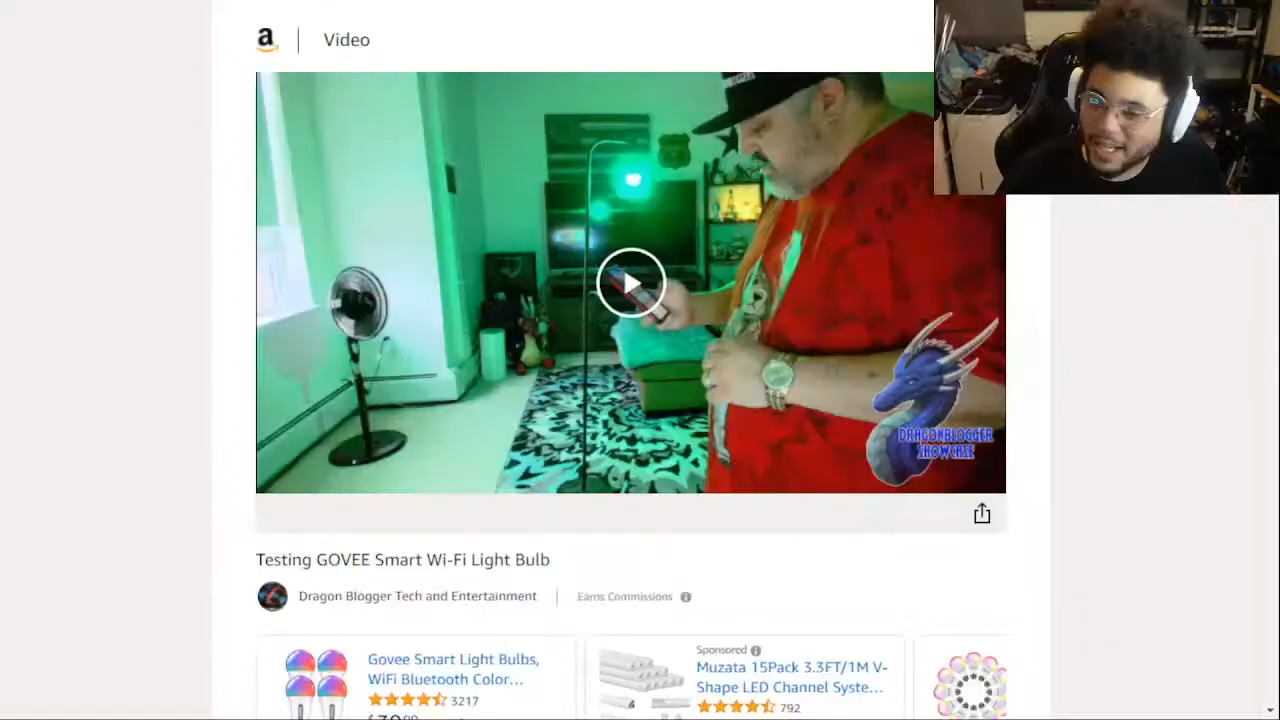 a
Video
DRAGONBLOGGER
SHOWCASE
Testing GOVEE Smart Wi-Fi Light Bulb
Dragon Blogger Tech and Entertainment
Earns Commissions
Govee Smart Light Bulbs,
WiFi Bluetooth Color...
3217
Sponsored
Muzata 15Pack 3.3FT/1M V-
Shape LED Channel Syste...
792